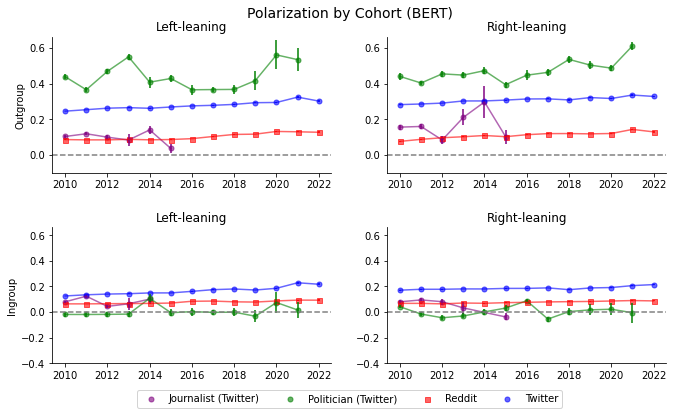 Polarization by Cohort (BERT)
Left-leaning
Right-leaning
Outgroup
0.6
0.4
0.2
0.0
2010 2012 2014 2016 2018 2020 2022
0.6
0.4
0.2
0.0
2010 2012 2014 2016 2018 2020 2022
Left-leaning
Right-leaning
Ingroup
0.6
0.4
0.2
0.0
−0.2
−0.4
2010 2012 2014 2016 2018 2020 2022
0.6
0.4
0.2
0.0
−0.2
−0.4
2010 2012 2014 2016 2018 2020 2022
Journalist (Twitter) Politician (Twitter) Reddit Twitter